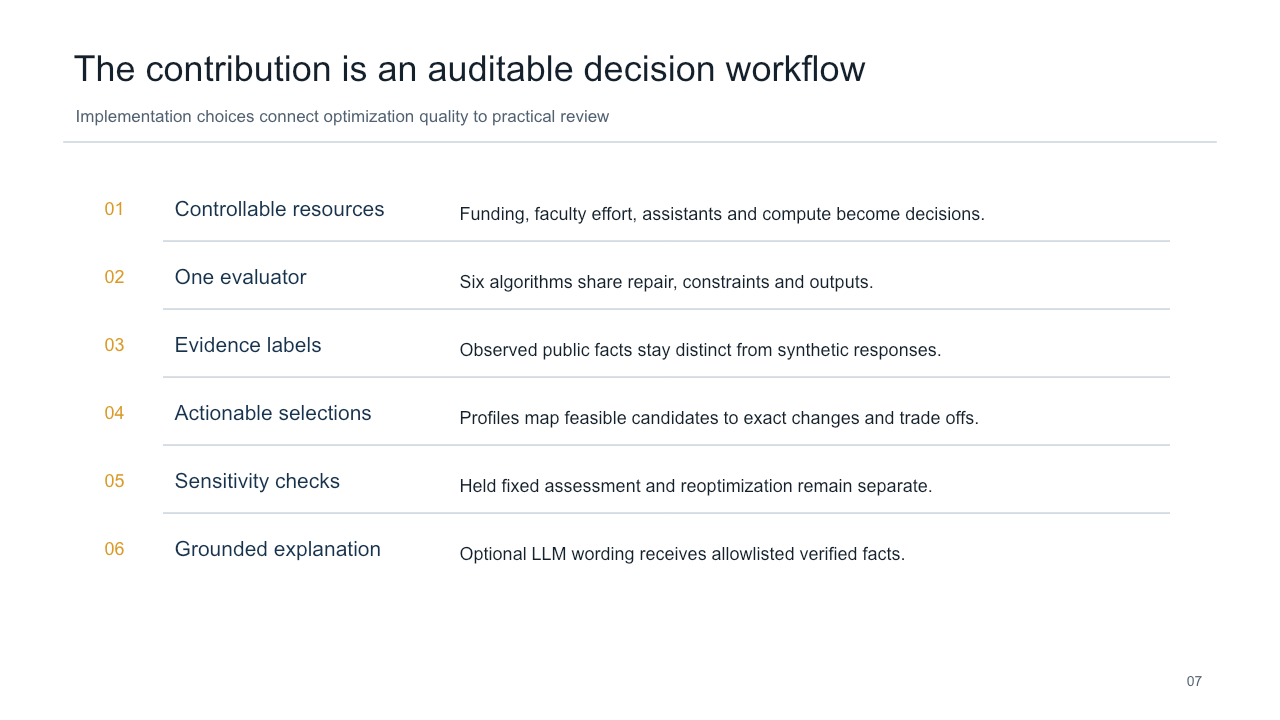 The contribution is an auditable decision workflow
Implementation choices connect optimization quality to practical review
01 Controllable resources Funding, faculty effort, assistants and compute become decisions.
02 One evaluator Six algorithms share repair, constraints and outputs.
03 Evidence labels Observed public facts stay distinct from synthetic responses.
04 Actionable selections Profiles map feasible candidates to exact changes and trade offs.
05 Sensitivity checks Held fixed assessment and reoptimization remain separate.
06 Grounded explanation Optional LLM wording receives allowlisted verified facts.
07